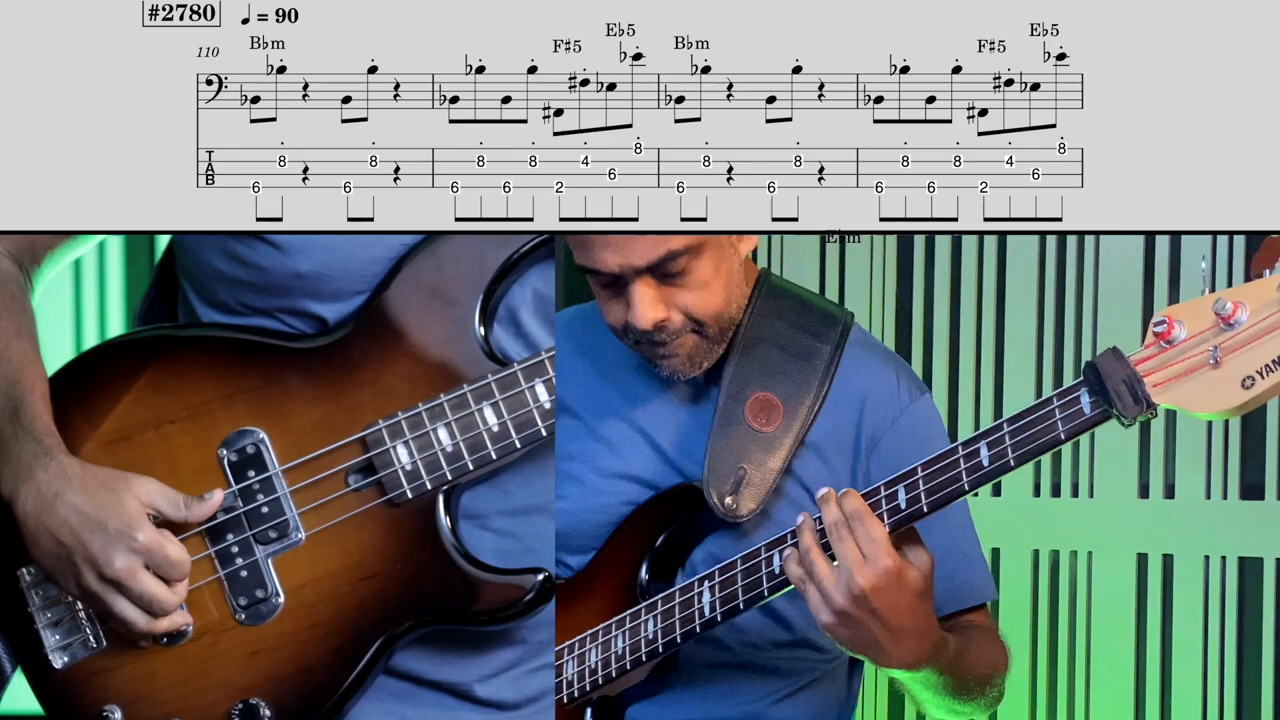 #2780 ♩ = 90
E♭5 E♭5
B♭m F#5 B♭m F#5
110
8 8
8 8 8 8 4 8 8 8 8 4
T
A 6 6
B
6 6 6 6 2 6 6 6 6 2
YAM